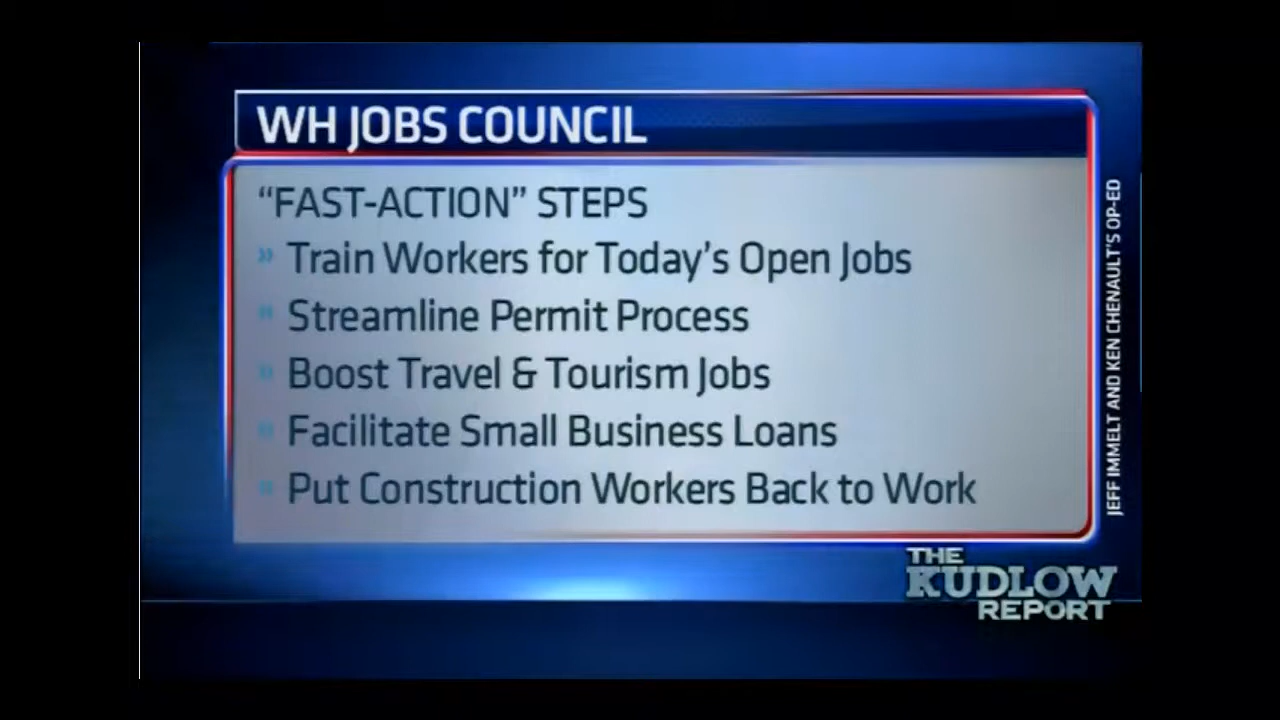 WH JOBS COUNCIL
“FAST-ACTION” STEPS
» Train Workers for Today’s Open Jobs
» Streamline Permit Process
» Boost Travel & Tourism Jobs
» Facilitate Small Business Loans
» Put Construction Workers Back to Work
JEFF IMMELT AND KEN CHENAULT'S OP-ED
THE
KUDLOW
REPORT